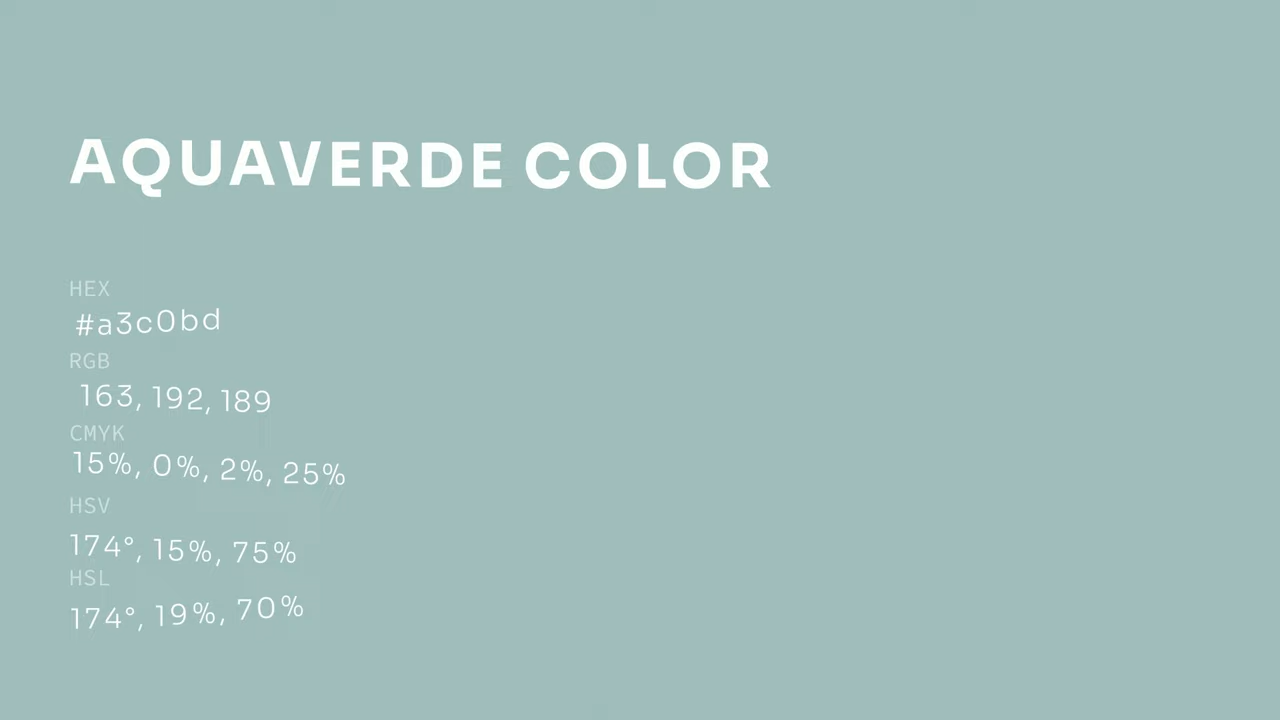 AQUAVERDE COLOR
HEX
#a3c0bd
RGB
163, 192, 189
CMYK
15%, 0%, 2%, 25%
HSV
174°, 15%, 75%
HSL
174°, 19%, 70%